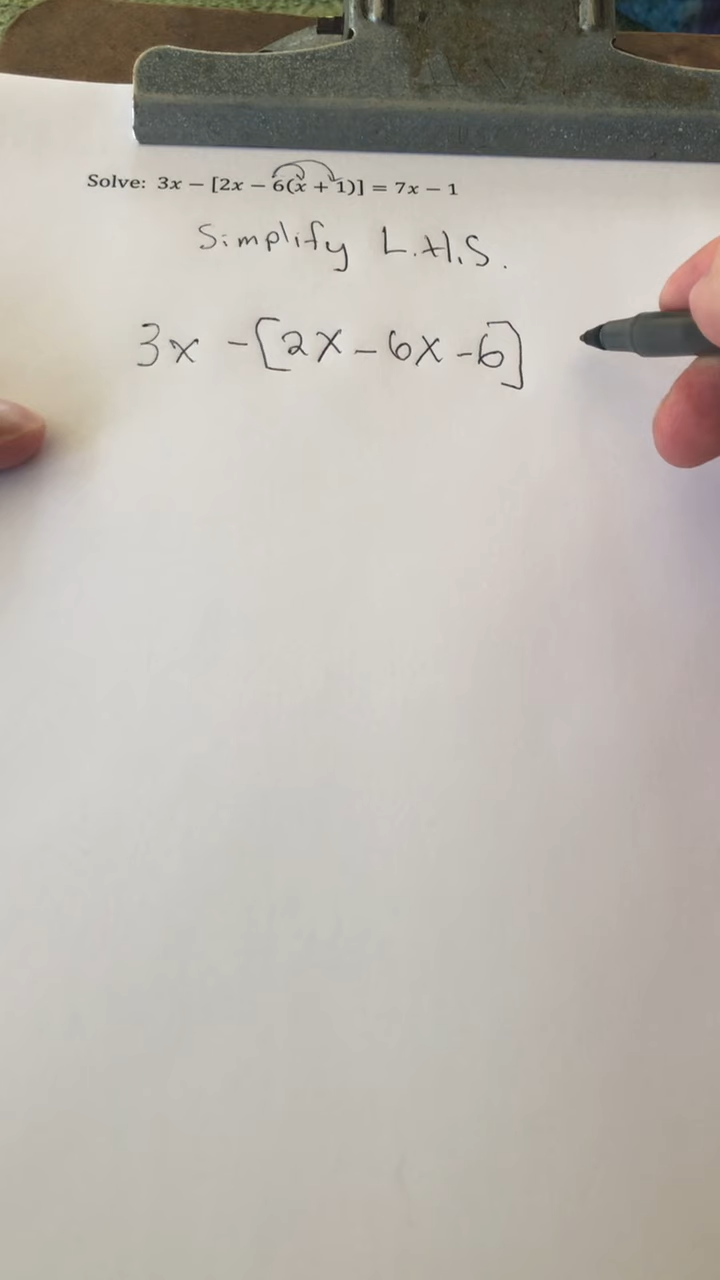 Solve: 3x − [2x − 6(x + 1)] = 7x − 1
Simplify L.H.S.
3x -[2x - 6x - 6]